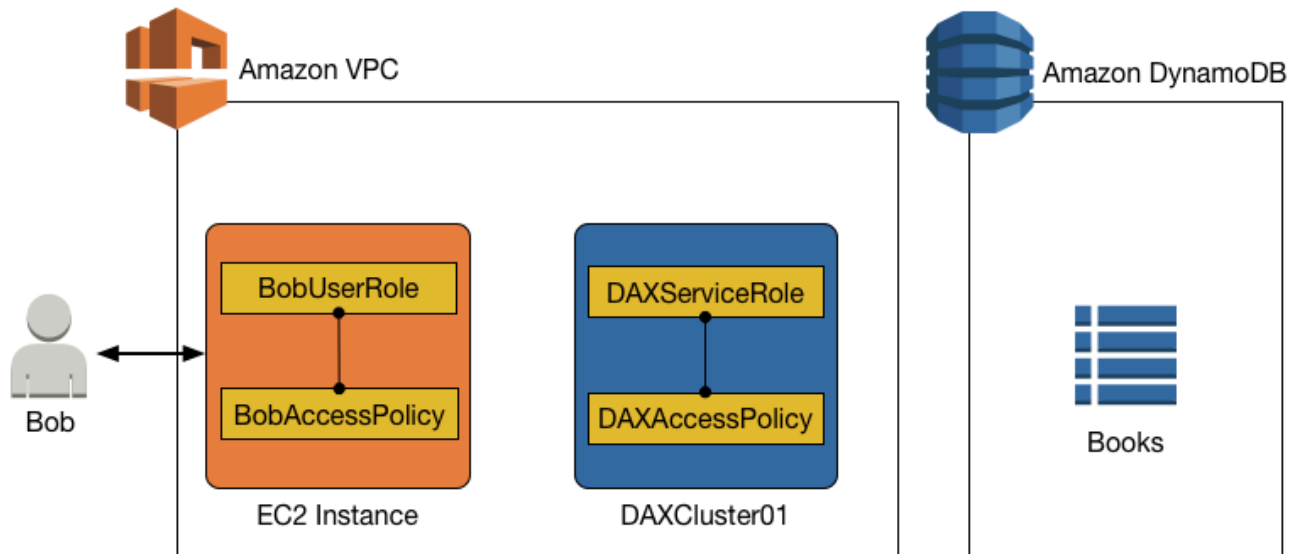 Amazon VPC
Amazon DynamoDB
BobUserRole
DAXServiceRole
BobAccessPolicy
DAXAccessPolicy
Bob
Books
EC2 Instance
DAXCluster01